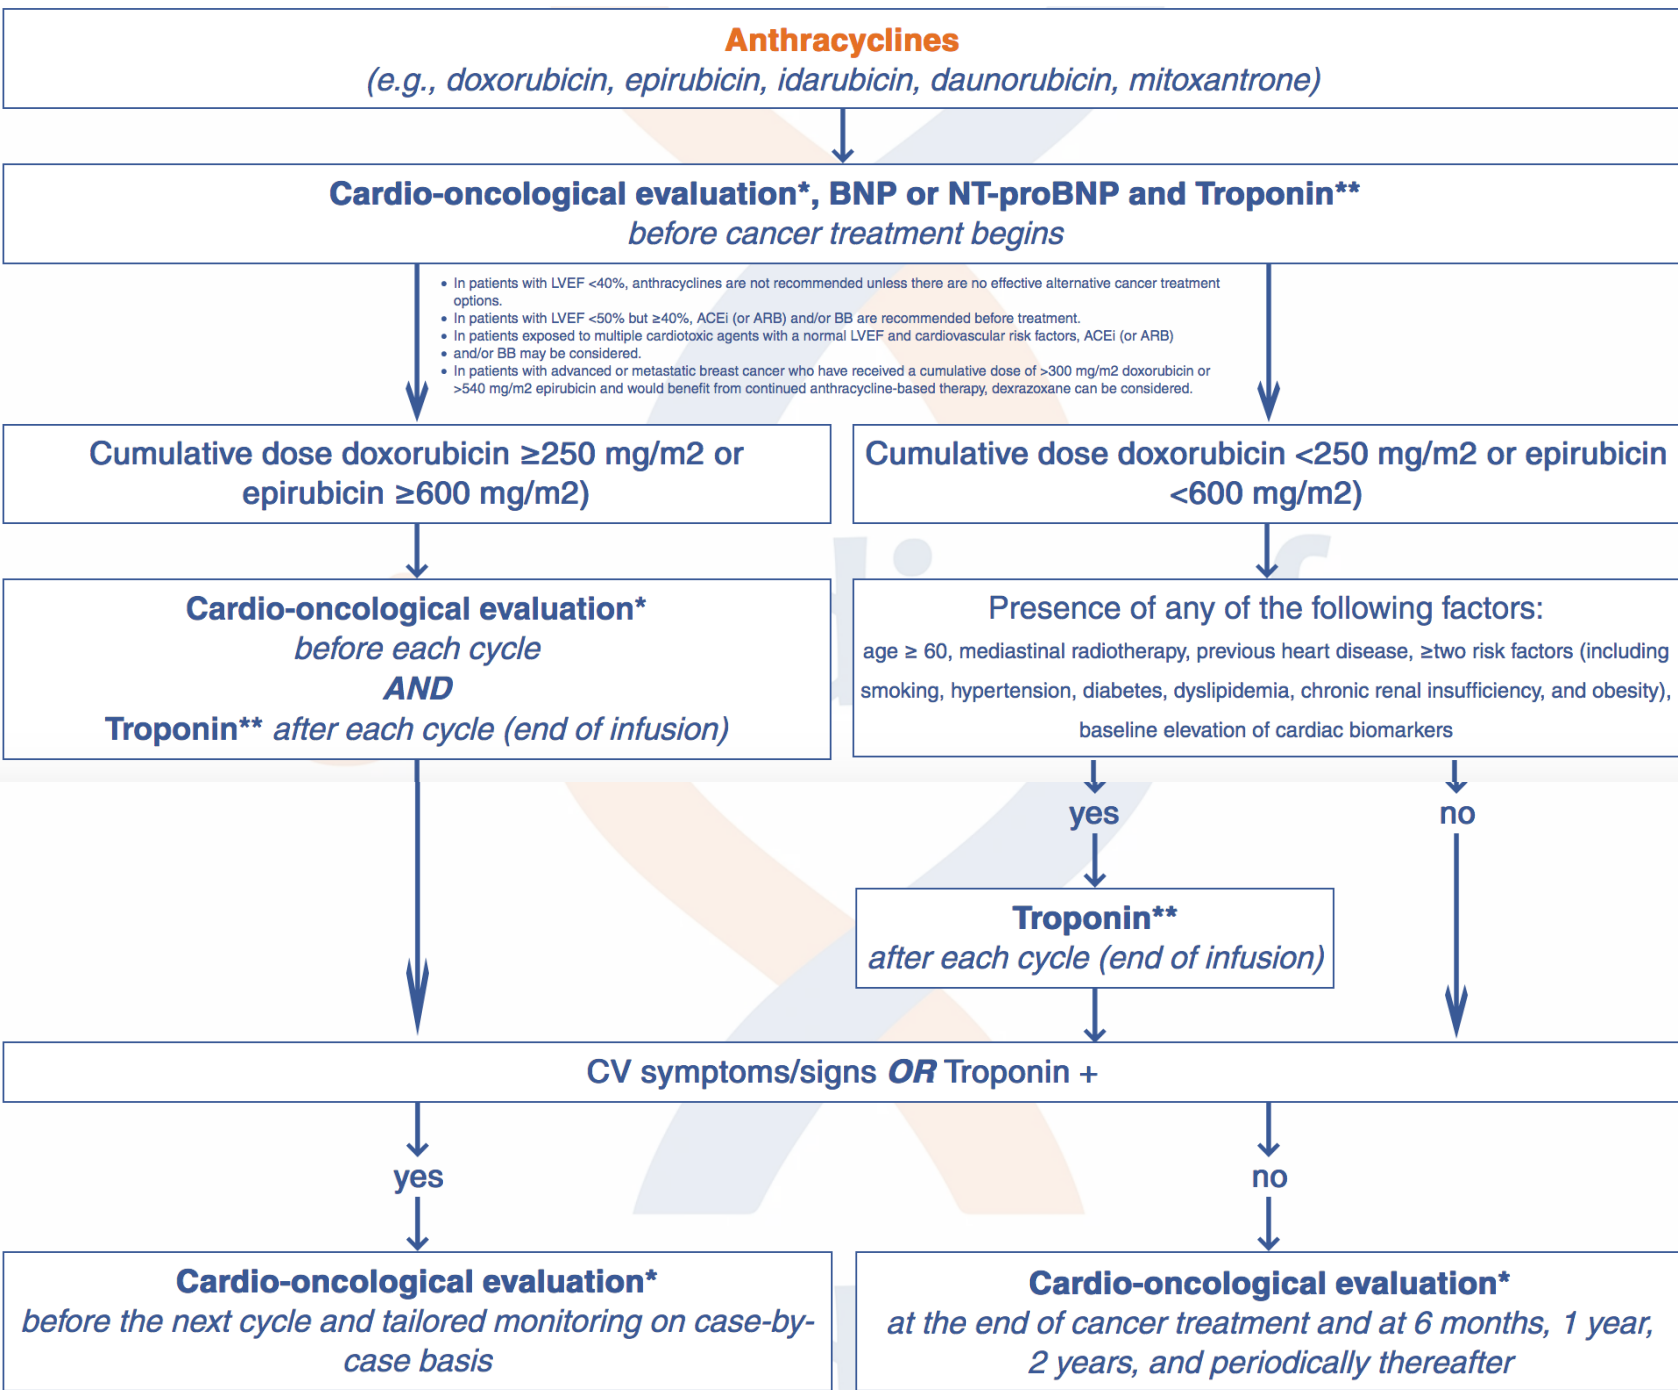 Anthracyclines
(e.g., doxorubicin, epirubicin, idarubicin, daunorubicin, mitoxantrone)
Cardio-oncological evaluation*, BNP or NT-proBNP and Troponin**
before cancer treatment begins
• In patients with LVEF <40%, anthracyclines are not recommended unless there are no effective alternative cancer treatment
options.
• In patients with LVEF <50% but ≥40%, ACEi (or ARB) and/or BB are recommended before treatment.
• In patients exposed to multiple cardiotoxic agents with a normal LVEF and cardiovascular risk factors, ACEi (or ARB)
• and/or BB may be considered.
• In patients with advanced or metastatic breast cancer who have received a cumulative dose of >300 mg/m2 doxorubicin or
>540 mg/m2 epirubicin and would benefit from continued anthracycline-based therapy, dexrazoxane can be considered.
Cumulative dose doxorubicin ≥250 mg/m2 or
epirubicin ≥600 mg/m2)
Cumulative dose doxorubicin <250 mg/m2 or epirubicin
<600 mg/m2)
Cardio-oncological evaluation*
before each cycle
AND
Troponin** after each cycle (end of infusion)
Presence of any of the following factors:
age ≥ 60, mediastinal radiotherapy, previous heart disease, ≥two risk factors (including
smoking, hypertension, diabetes, dyslipidemia, chronic renal insufficiency, and obesity),
baseline elevation of cardiac biomarkers
yes
no
Troponin**
after each cycle (end of infusion)
CV symptoms/signs OR Troponin +
yes
no
Cardio-oncological evaluation*
before the next cycle and tailored monitoring on case-by-
case basis
Cardio-oncological evaluation*
at the end of cancer treatment and at 6 months, 1 year,
2 years, and periodically thereafter